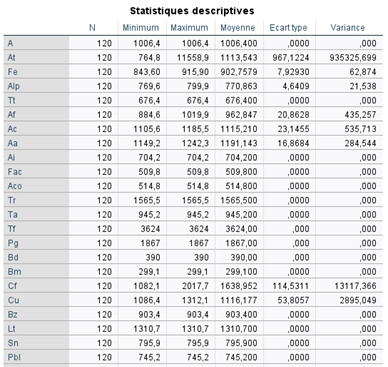 Statistiques descriptives
N Minimum Maximum Moyenne Ecart type Variance
A 120 1006,4 1006,4 1006,400 ,0000 ,000
At 120 764,8 11558,9 1113,543 967,1224 935325,699
Fe 120 843,60 915,90 902,7579 7,92930 62,874
Alp 120 769,6 799,9 770,863 4,6409 21,538
Tt 120 676,4 676,4 676,400 ,0000 ,000
Af 120 884,6 1019,9 962,847 20,8628 435,257
Ac 120 1105,6 1185,5 1115,210 23,1455 535,713
Aa 120 1149,2 1242,3 1191,143 16,8684 284,544
Ai 120 704,2 704,2 704,200 ,0000 ,000
Fac 120 509,8 509,8 509,800 ,0000 ,000
Aco 120 514,8 514,8 514,800 ,0000 ,000
Tr 120 1565,5 1565,5 1565,500 ,0000 ,000
Ta 120 945,2 945,2 945,200 ,0000 ,000
Tf 120 3624 3624 3624,00 ,000 ,000
Pg 120 1867 1867 1867,00 ,000 ,000
Bd 120 390 390 390,00 ,000 ,000
Bm 120 299,1 299,1 299,100 ,0000 ,000
Cf 120 1082,1 2017,7 1638,952 114,5311 13117,366
Cu 120 1086,4 1312,1 1116,177 53,8057 2895,049
Bz 120 903,4 903,4 903,400 ,0000 ,000
Lt 120 1310,7 1310,7 1310,700 ,0000 ,000
Sn 120 795,9 795,9 795,900 ,0000 ,000
Pbl 120 745,2 745,2 745,200 ,0000 ,000